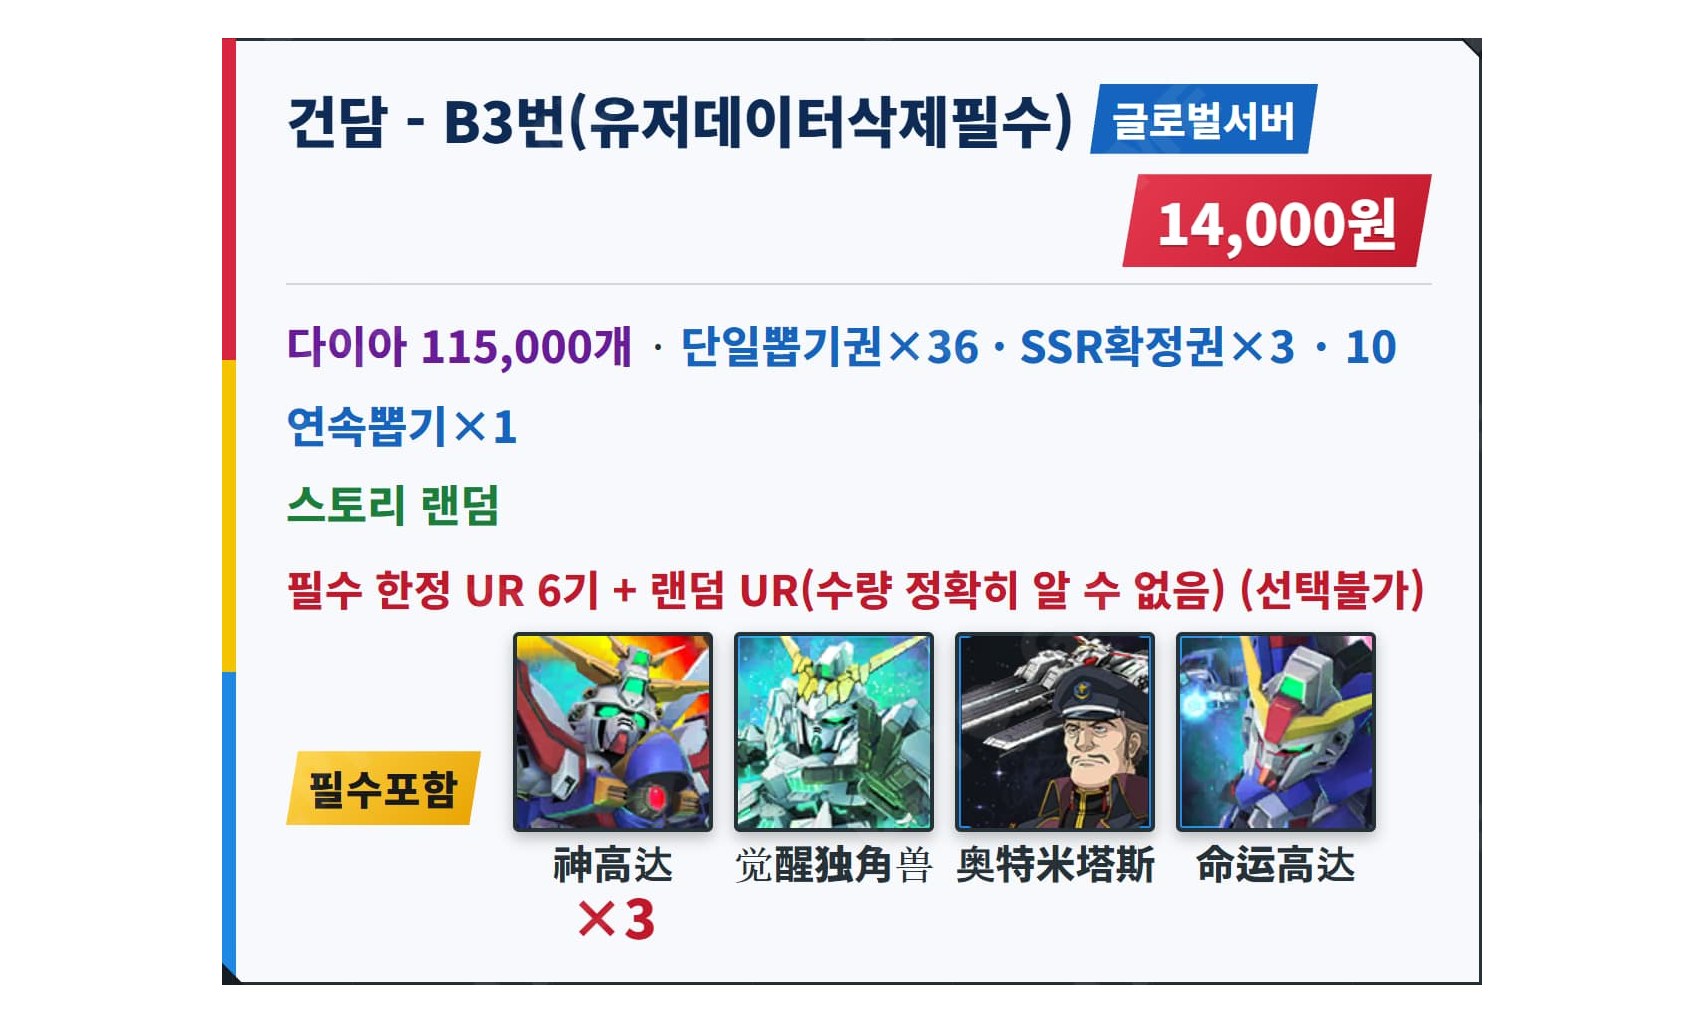 건담 - B3번(유저데이터삭제필수) 글로벌서버
14,000원
다이아 115,000개 · 단일뽑기권×36 · SSR확정권×3 · 10
연속뽑기×1
스토리 랜덤
필수 한정 UR 6기 + 랜덤 UR(수량 정확히 알 수 없음) (선택불가)
필수포함
神高达
×3
觉醒独角兽
奥特米塔斯
命运高达